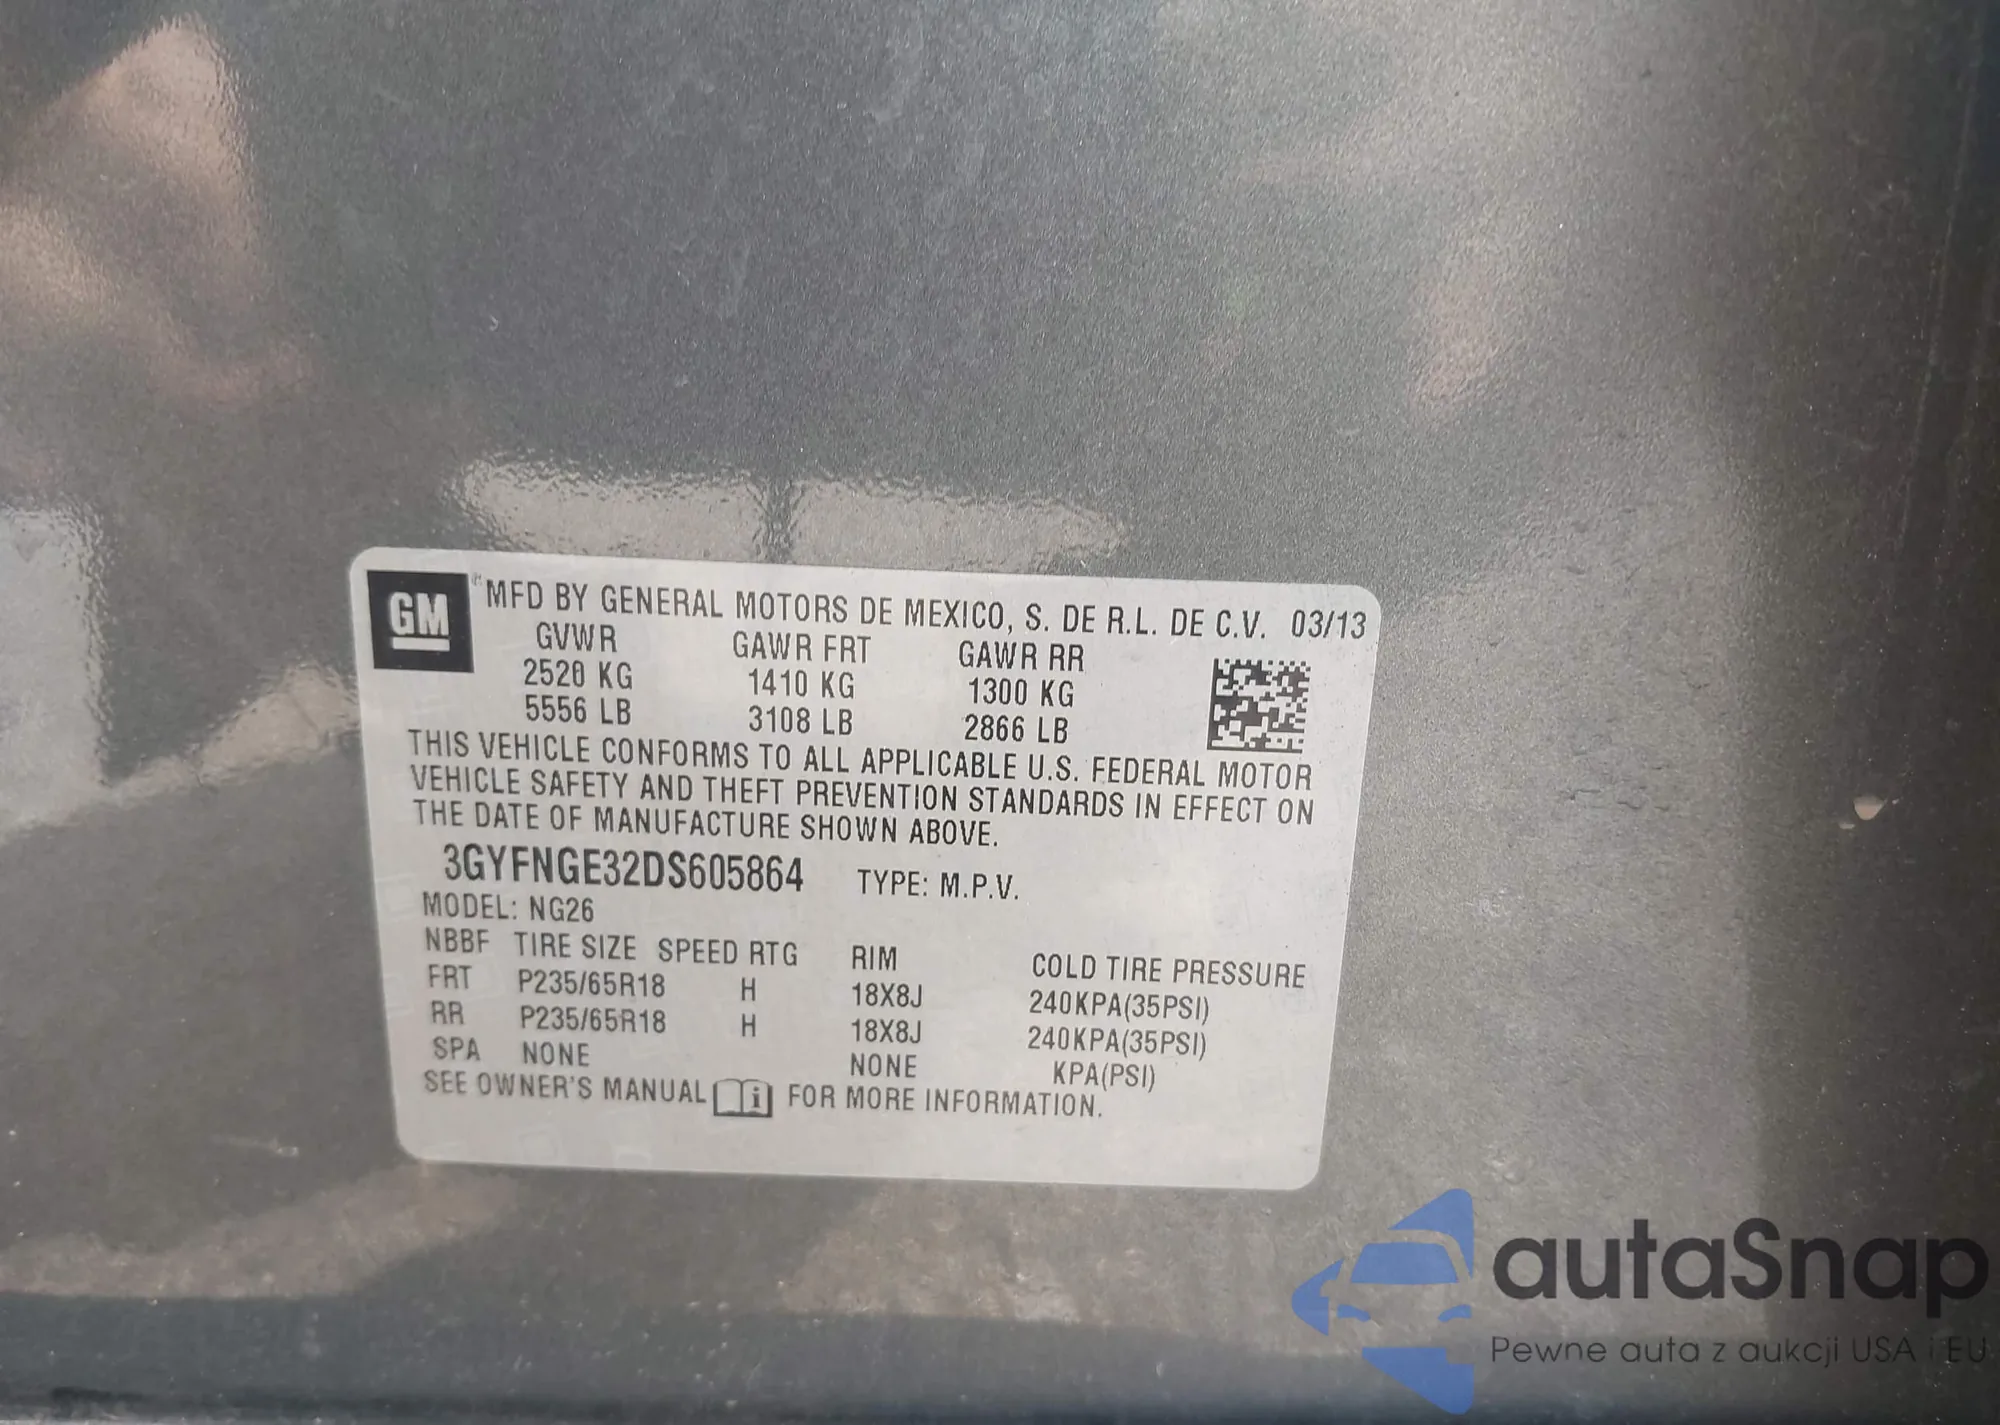 GM
MFD BY GENERAL MOTORS DE MEXICO, S. DE R.L. DE C.V. 03/13
GVWR GAWR FRT GAWR RR
2520 KG 1410 KG 1300 KG
5556 LB 3108 LB 2866 LB
THIS VEHICLE CONFORMS TO ALL APPLICABLE U.S. FEDERAL MOTOR
VEHICLE SAFETY AND THEFT PREVENTION STANDARDS IN EFFECT ON
THE DATE OF MANUFACTURE SHOWN ABOVE.
3GYFNGE32DS605864 TYPE: M.P.V.
MODEL: NG26
NBBF TIRE SIZE SPEED RTG RIM COLD TIRE PRESSURE
FRT P235/65R18 H 18X8J 240KPA(35PSI)
RR P235/65R18 H 18X8J 240KPA(35PSI)
SPA NONE NONE KPA(PSI)
SEE OWNER'S MANUAL i FOR MORE INFORMATION.
autaSnap
Pewne auta z aukcji USA i EU